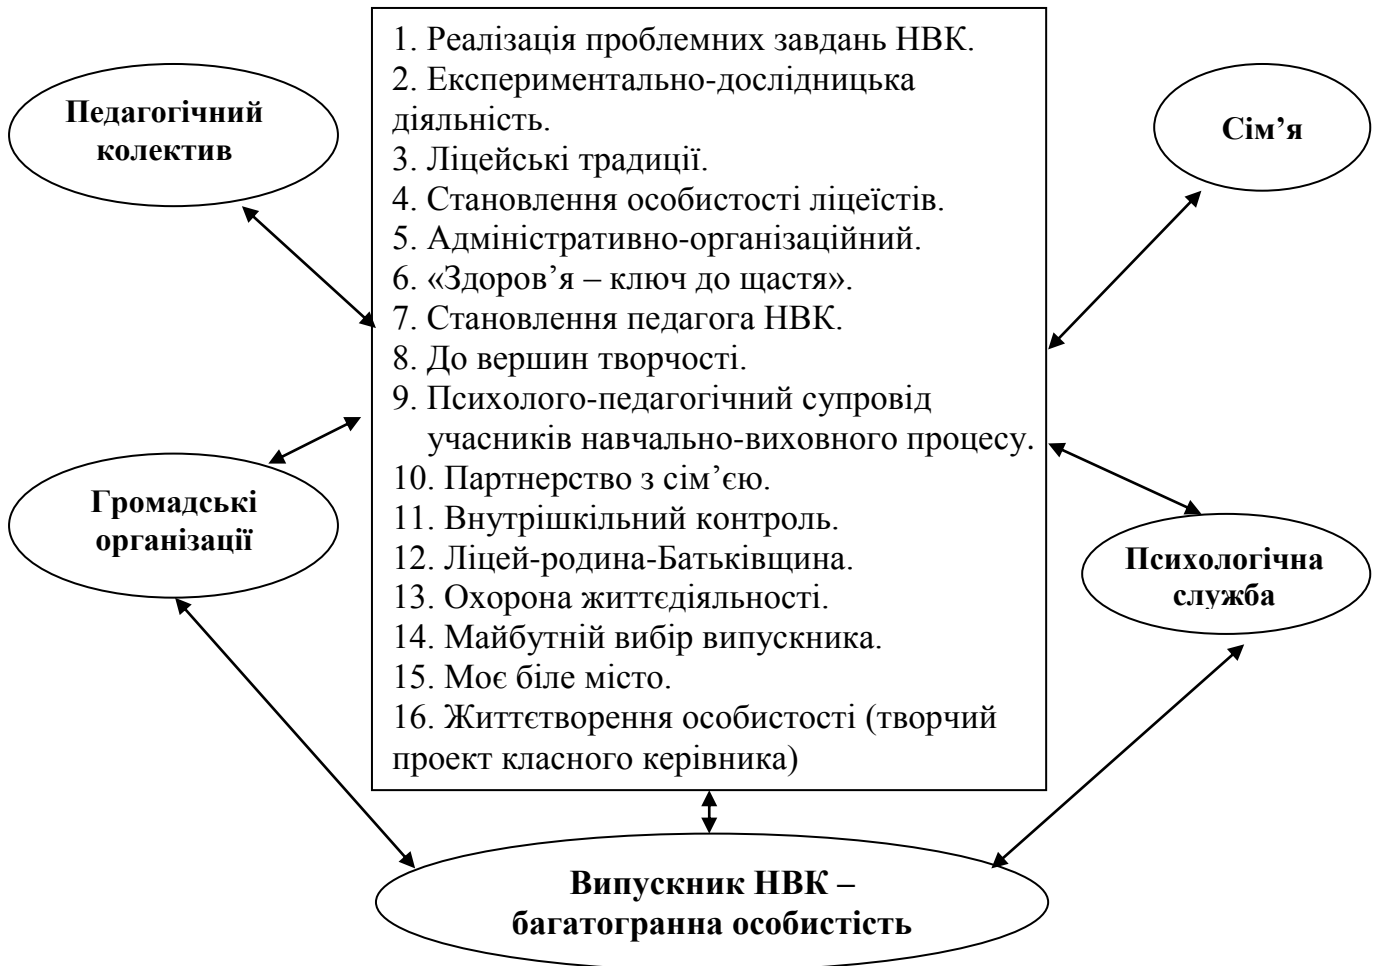 1. Реалізація проблемних завдань НВК.
2. Експериментально-дослідницька
діяльність.
3. Ліцейські традиції.
4. Становлення особистості ліцеїстів.
5. Адміністративно-організаційний.
6. «Здоров’я – ключ до щастя».
7. Становлення педагога НВК.
8. До вершин творчості.
9. Психолого-педагогічний супровід
учасників навчально-виховного процесу.
10. Партнерство з сім’єю.
11. Внутрішкільний контроль.
12. Ліцей-родина-Батьківщина.
13. Охорона життєдіяльності.
14. Майбутній вибір випускника.
15. Моє біле місто.
16. Життєтворення особистості (творчий
проект класного керівника)
Педагогічний
колектив
Сім’я
Громадські
організації
Психологічна
служба
Випускник НВК –
багатогранна особистість